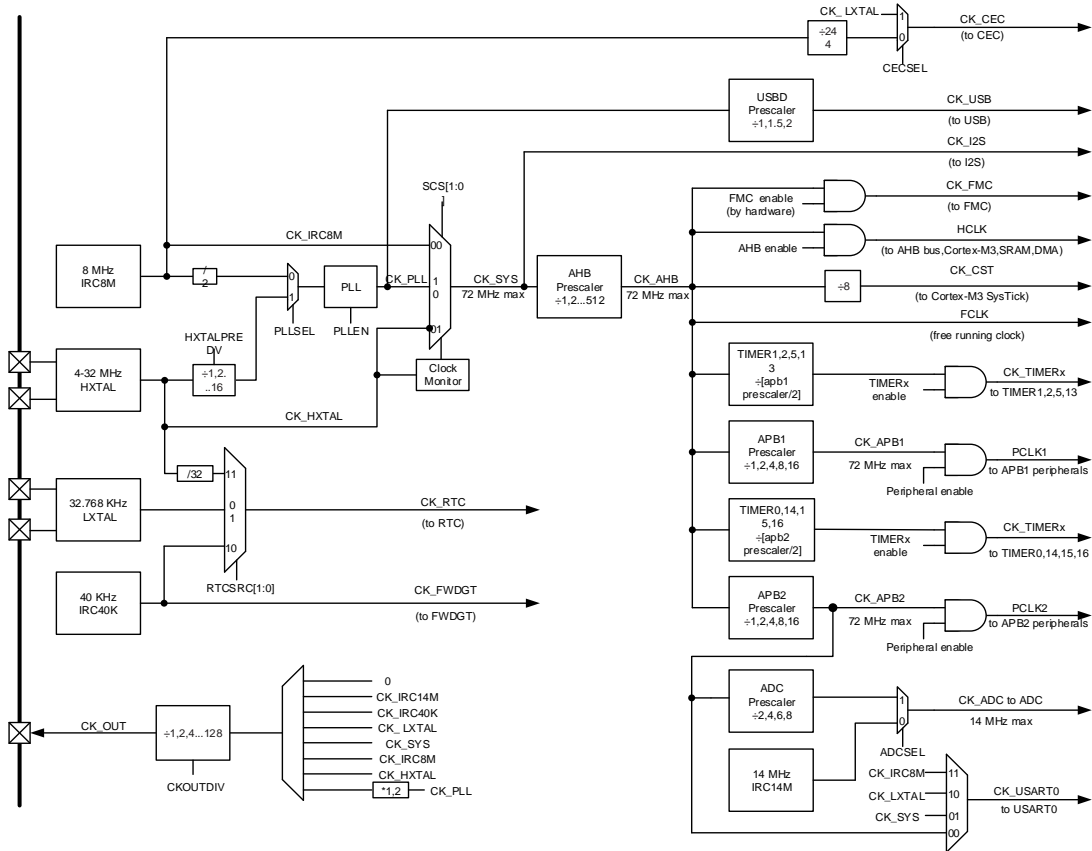 CK_ LXTAL
1
0
CK_CEC
(to CEC)
÷24
4
CECSEL
USBD
Prescaler
÷1,1.5,2
CK_USB
(to USB)
CK_I2S
(to I2S)
SCS[1:0
]
FMC enable
(by hardware)
CK_FMC
(to FMC)
CK_IRC8M
00
AHB enable
HCLK
(to AHB bus,Cortex-M3,SRAM,DMA)
8 MHz
IRC8M
/
2
0
1
PLLSEL
PLL
PLLEN
CK_PLL
1
0
CK_SYS
72 MHz max
AHB
Prescaler
÷1,2...512
CK_AHB
72 MHz max
÷8
CK_CST
(to Cortex-M3 SysTick)
FCLK
(free running clock)
01
Clock
Monitor
HXTALPRE
DV
÷1,2.
..16
4-32 MHz
HXTAL
CK_HXTAL
TIMER1,2,5,1
3
÷[apb1
prescaler/2]
TIMERx
enable
CK_TIMERx
to TIMER1,2,5,13
APB1
Prescaler
÷1,2,4,8,16
CK_APB1
72 MHz max
Peripheral enable
PCLK1
to APB1 peripherals
/32
11
0
1
10
32.768 KHz
LXTAL
CK_RTC
(to RTC)
RTCSRC[1:0]
TIMER0,14,1
5,16
÷[apb2
prescaler/2]
TIMERx
enable
CK_TIMERx
to TIMER0,14,15,16
40 KHz
IRC40K
CK_FWDGT
(to FWDGT)
APB2
Prescaler
÷1,2,4,8,16
CK_APB2
72 MHz max
Peripheral enable
PCLK2
to APB2 peripherals
CK_OUT
÷1,2,4...128
CKOUTDIV
0
CK_IRC14M
CK_IRC40K
CK_ LXTAL
CK_SYS
CK_IRC8M
CK_HXTAL
*1,2
CK_PLL
ADC
Prescaler
÷2,4,6,8
1
0
ADCSEL
CK_ADC to ADC
14 MHz max
14 MHz
IRC14M
CK_IRC8M
11
CK_LXTAL
10
CK_SYS
01
00
CK_USART0
to USART0